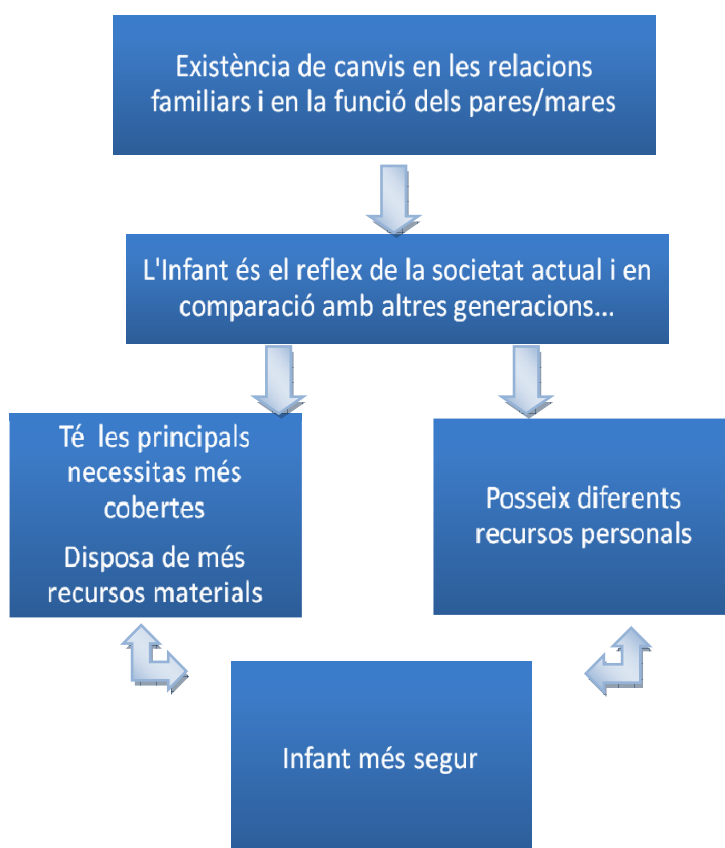 Existència de canvis en les relacions
familiars i en la funció dels pares/mares
L'Infant és el reflex de la societat actual i en
comparació amb altres generacions...
Té les principals
necessitas més
cobertes
Disposa de més
recursos materials
Posseix diferents
recursos personals
Infant més segur